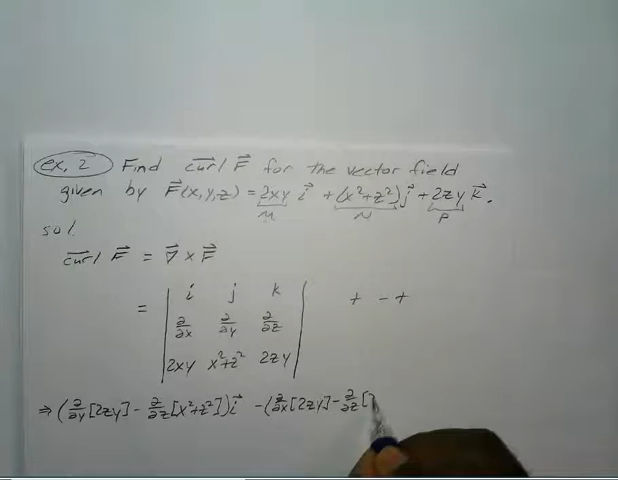 ex. 2 Find curl F⃗ for the vector field
given by F⃗(x,y,z) = 2xy i⃗ + (x²+z²) j⃗ + 2zy k⃗.
M N P
sol.
curl F⃗ = ∇⃗ × F⃗
i j k + - +
= ∂/∂x ∂/∂y ∂/∂z
2xy x²+z² 2zy
⇒ (∂/∂y[2zy] - ∂/∂z[x²+z²]) i⃗ - (∂/∂x[2zy] - ∂/∂z[